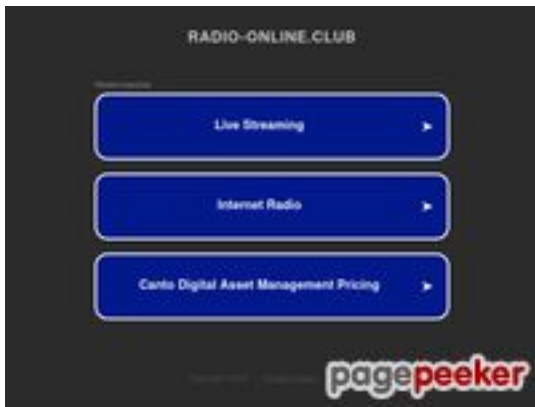 RADIO-ONLINE.CLUB
Live Streaming
Internet Radio
Canto Digital Asset Management Pricing
pagepeeker